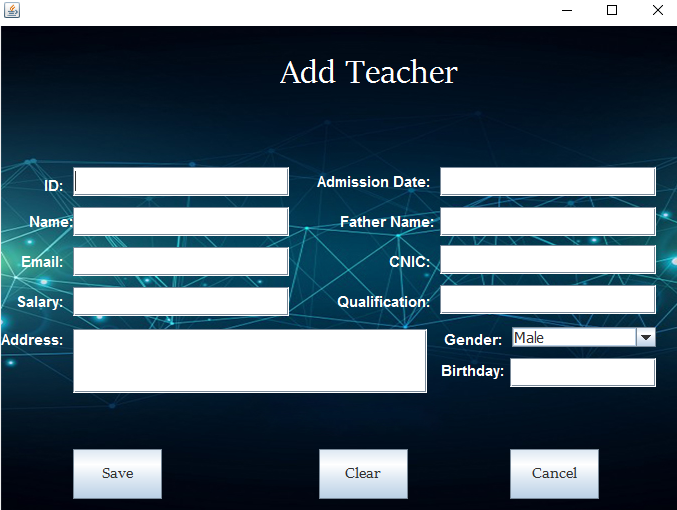 Add Teacher
ID: Admission Date:
Name: Father Name:
Email: CNIC:
Salary: Qualification:
Address: Gender: Male
Birthday:
Save Clear Cancel